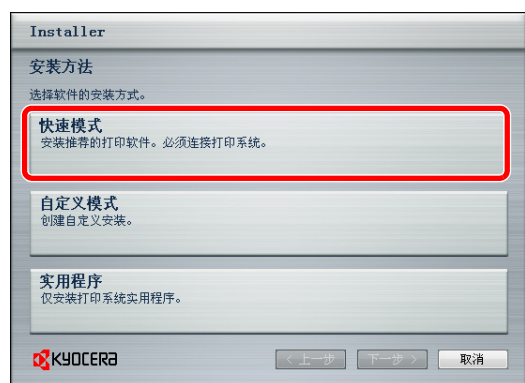 Installer
安装方法
选择软件的安装方式。
快速模式
安装推荐的打印软件。必须连接打印系统。
自定义模式
创建自定义安装。
实用程序
仅安装打印系统实用程序。
KYOCERA
< 上一步
下一步 >
取消